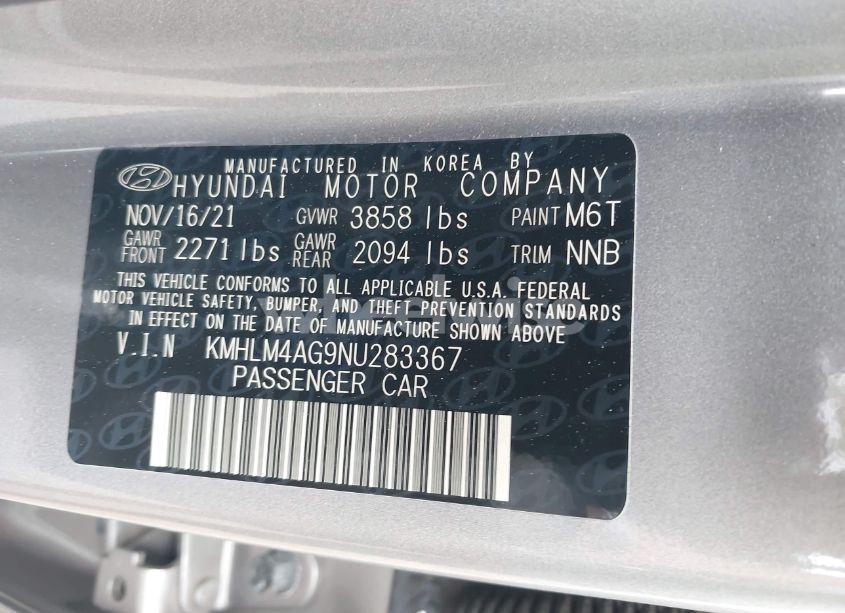 MANUFACTURED IN KOREA BY
HYUNDAI MOTOR COMPANY
NOV/16/21 GVWR 3858 lbs PAINT M6T
GAWR FRONT 2271 lbs GAWR REAR 2094 lbs TRIM NNB
THIS VEHICLE CONFORMS TO ALL APPLICABLE U.S.A. FEDERAL
MOTOR VEHICLE SAFETY, BUMPER, AND THEFT PREVENTION STANDARDS
IN EFFECT ON THE DATE OF MANUFACTURE SHOWN ABOVE
V.I.N KMHLM4AG9NU283367
PASSENGER CAR